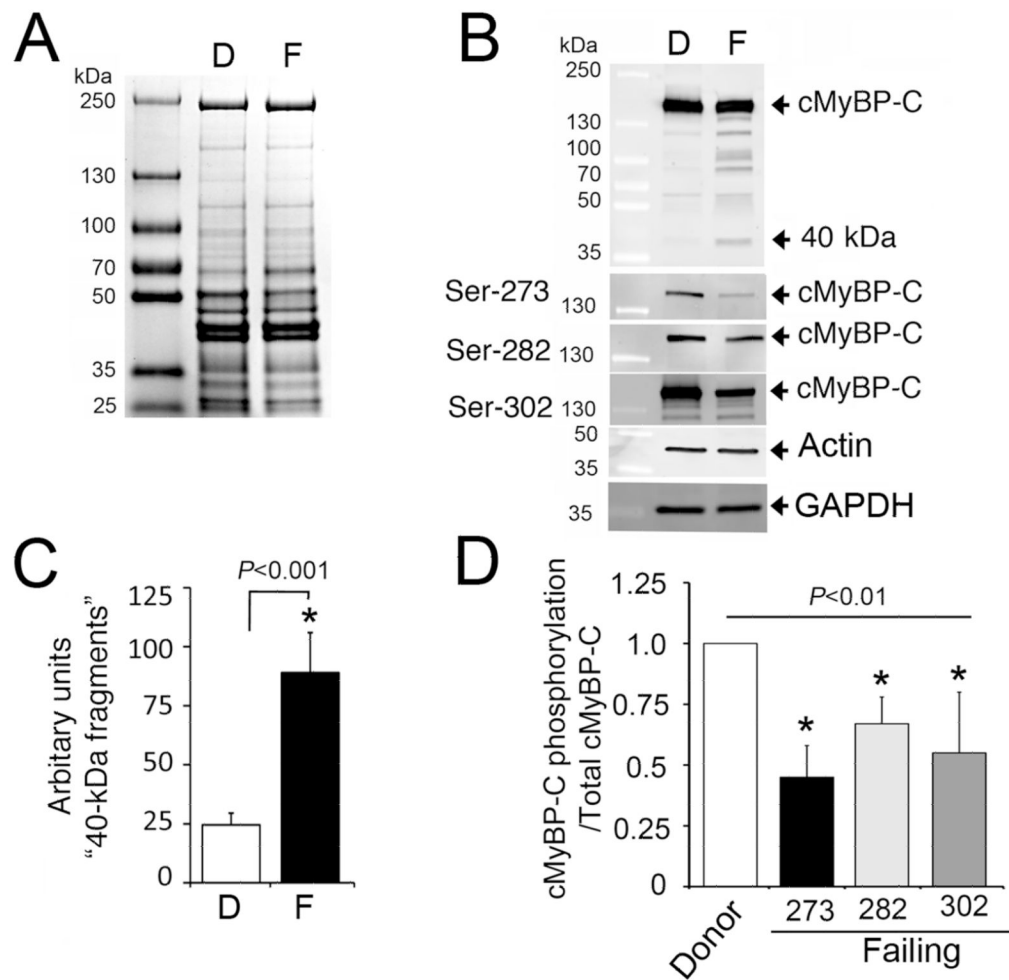 A
D F
kDa
250
130
100
70
50
35
25
B
kDa D F
250
cMyBP-C
130
100
70
50
40 kDa
35
Ser-273 130 cMyBP-C
Ser-282 130 cMyBP-C
Ser-302 130 cMyBP-C
50
Actin
35
35 GAPDH
C
P<0.001
*
Arbitary units
“40-kDa fragments”
125
100
75
50
25
0
D F
D
cMyBP-C phosphorylation
/Total cMyBP-C
1.25
1.0
0.75
0.5
0.25
0
P<0.01
* * *
Donor
273 282 302
Failing